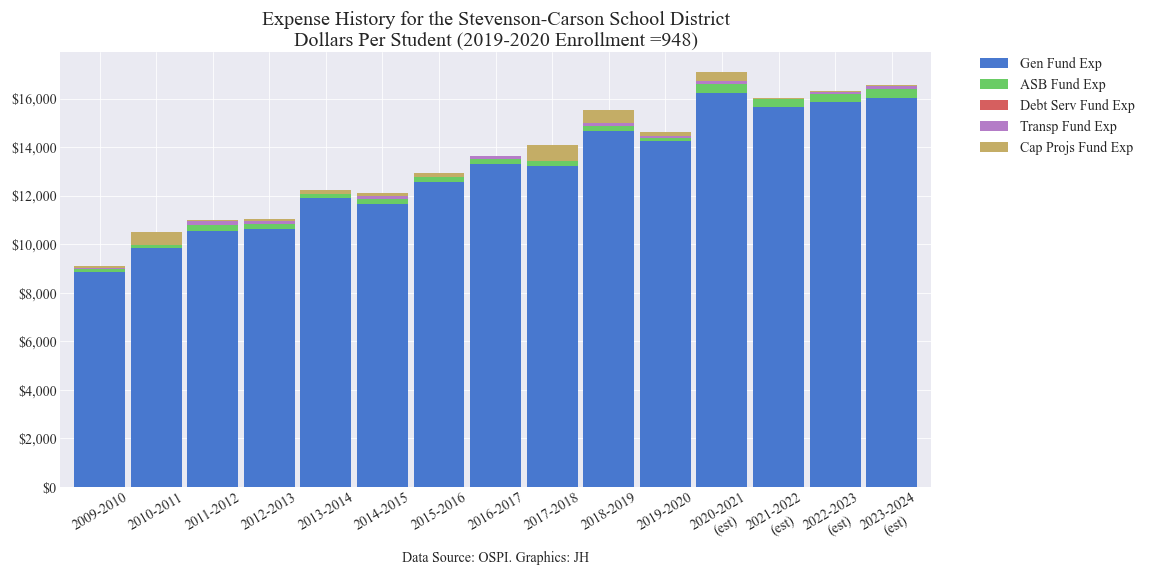 Expense History for the Stevenson-Carson School District
Dollars Per Student (2019-2020 Enrollment =948)
Gen Fund Exp
ASB Fund Exp
Debt Serv Fund Exp
Transp Fund Exp
Cap Projs Fund Exp
$16,000
$14,000
$12,000
$10,000
$8,000
$6,000
$4,000
$2,000
$0
2009-2010
2010-2011
2011-2012
2012-2013
2013-2014
2014-2015
2015-2016
2016-2017
2017-2018
2018-2019
2019-2020
2020-2021
(est)
2021-2022
(est)
2022-2023
(est)
2023-2024
(est)
Data Source: OSPI. Graphics: JH